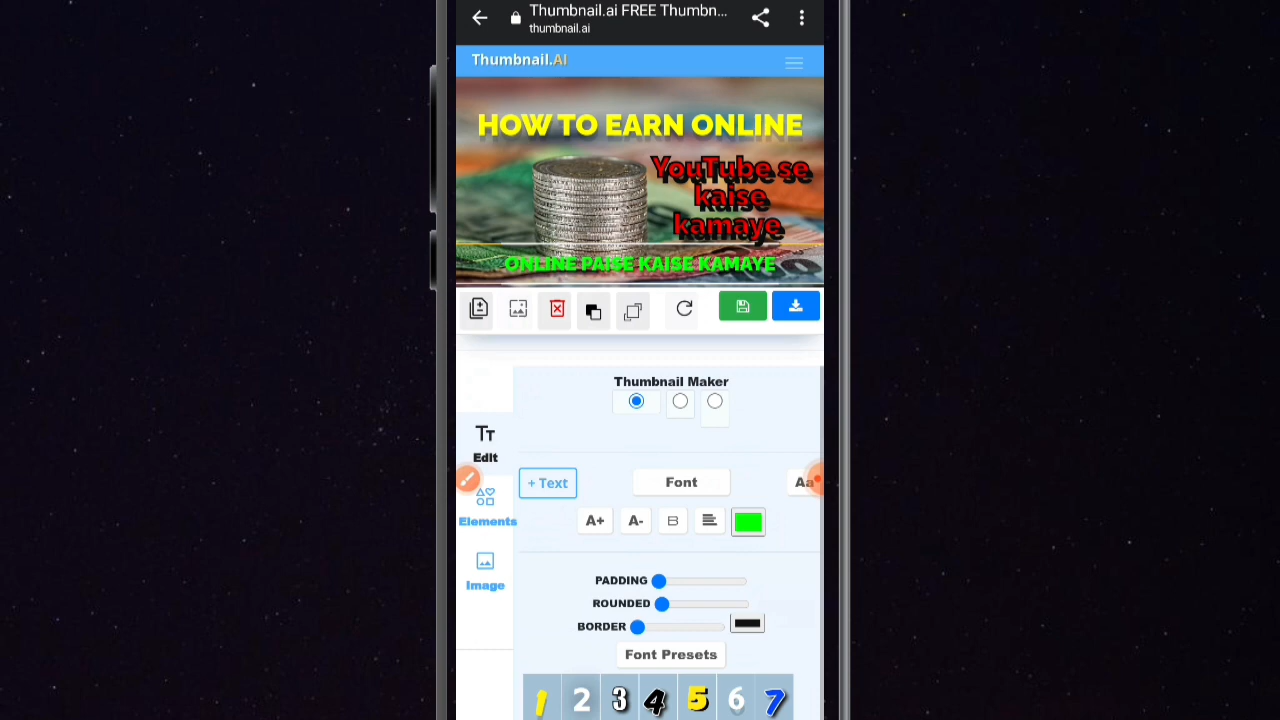 Thumbnail.ai FREE Thumbn...
thumbnail.ai
Thumbnail.AI
HOW TO EARN ONLINE
YouTube se
kaise
kamaye
ONLINE PAISE KAISE KAMAYE
Thumbnail Maker
Edit
+ Text
Font
Aa
Elements
A+
A-
B
Image
PADDING
ROUNDED
BORDER
Font Presets
1 2 3 4 5 6 7